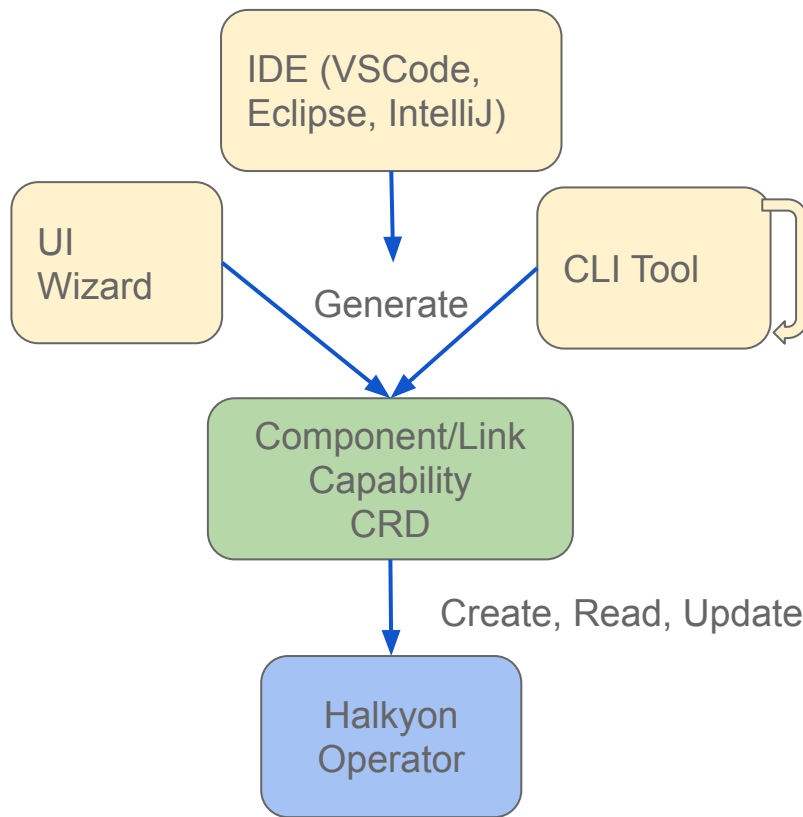 IDE (VSCode,
Eclipse, IntelliJ)
UI
Wizard
CLI Tool
Generate
Component/Link
Capability
CRD
Create, Read, Update
Halkyon
Operator